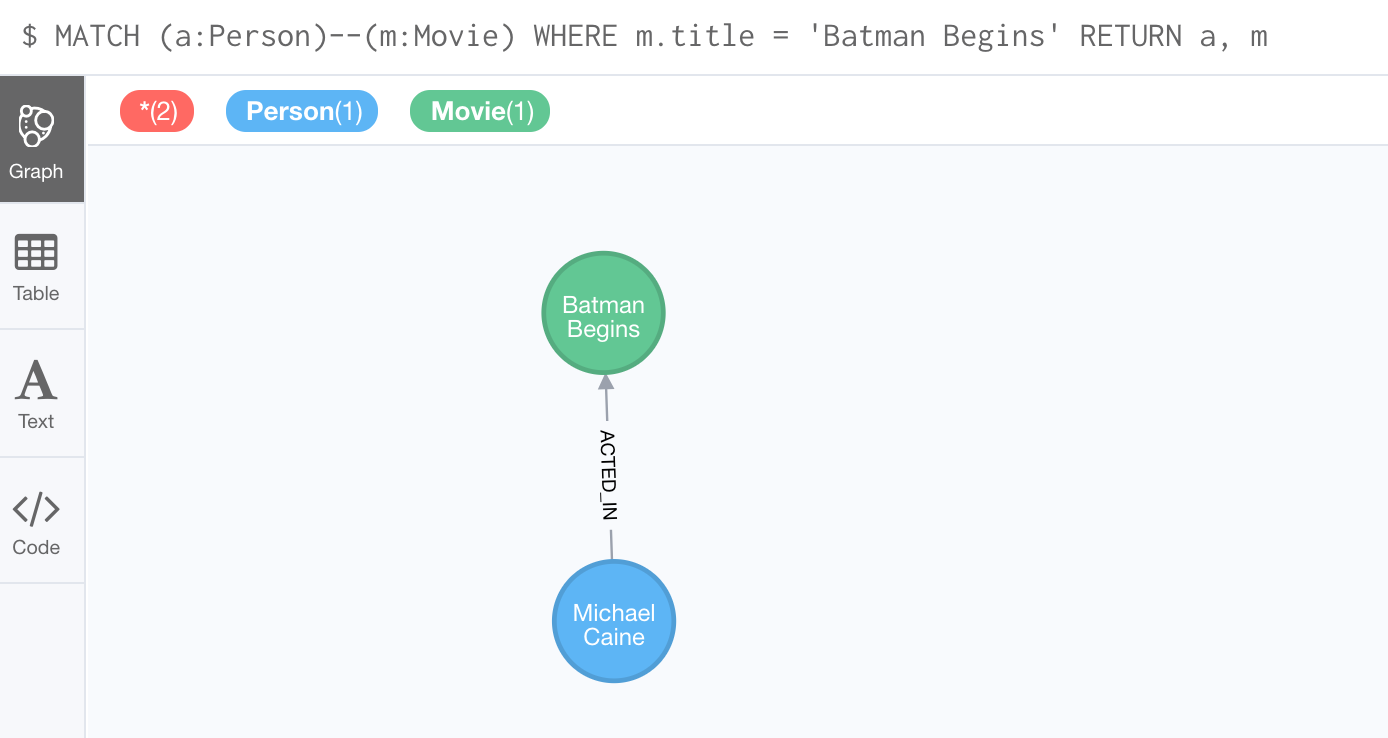 $ MATCH (a:Person)--(m:Movie) WHERE m.title = 'Batman Begins' RETURN a, m
*(2) Person(1) Movie(1)
Graph
Table
Text
Code
Batman
Begins
ACTED_IN
Michael
Caine